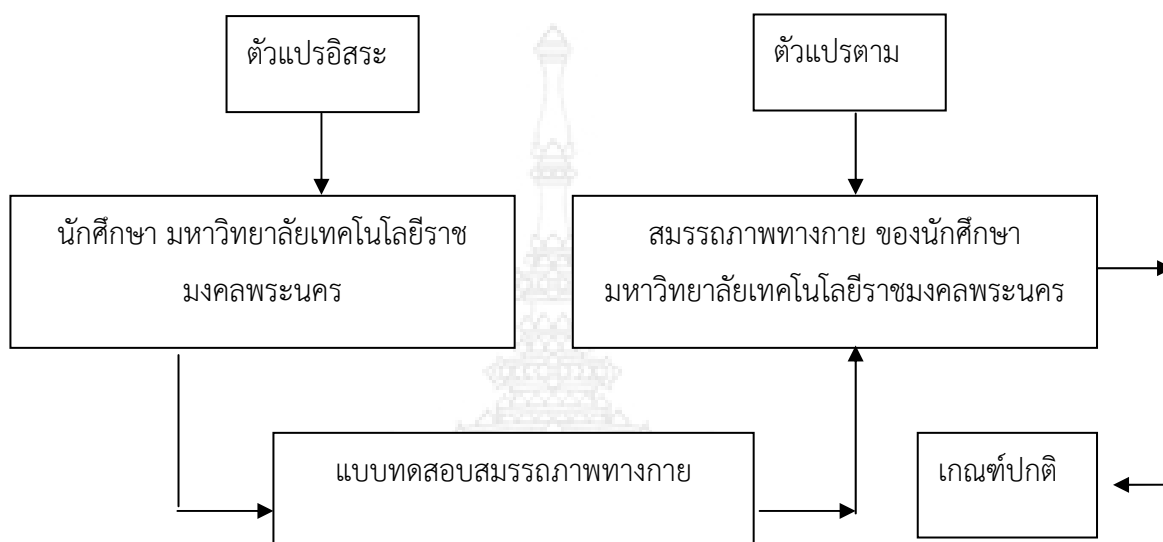 ตัวแปรอิสระ
ตัวแปรตาม
นักศึกษา มหาวิทยาลัยเทคโนโลยีราช
มงคลพระนคร
สมรรถภาพทางกาย ของนักศึกษา
มหาวิทยาลัยเทคโนโลยีราชมงคลพระนคร
แบบทดสอบสมรรถภาพทางกาย
เกณฑ์ปกติ